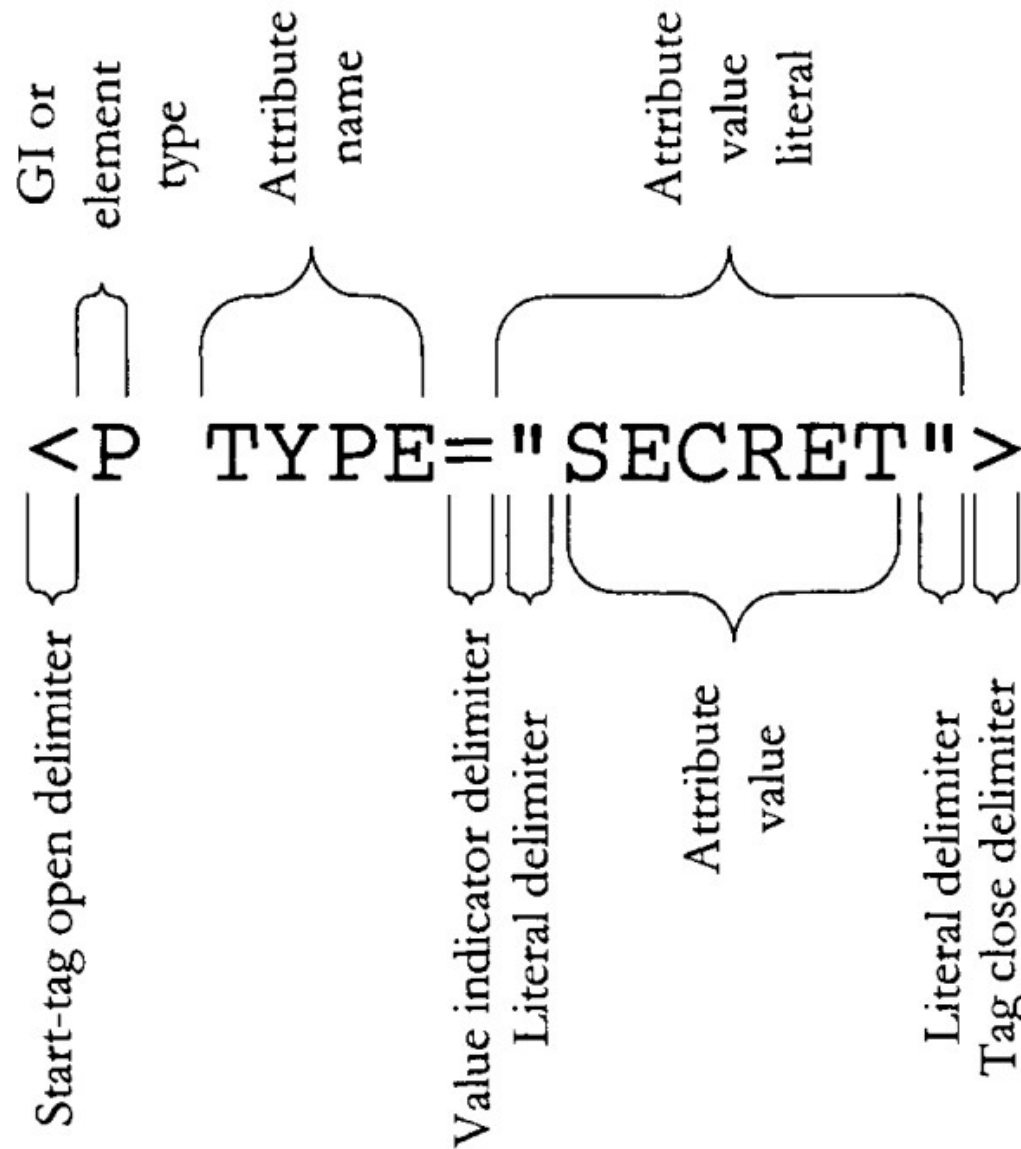 GI or
element
type
Attribute
name
Attribute
value
literal
<P TYPE="SECRET">
Start-tag open delimiter
Value indicator delimiter
Literal delimiter
Attribute
value
Literal delimiter
Tag close delimiter